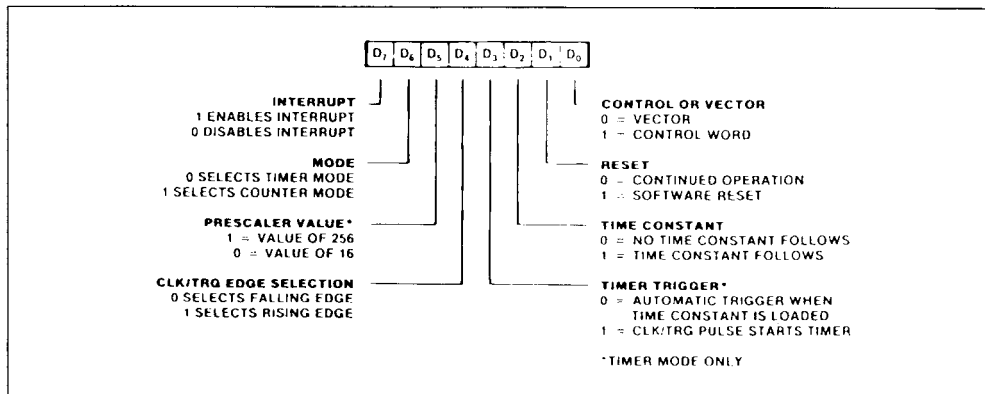 D7 D6 D5 D4 D3 D2 D1 D0
INTERRUPT
1 ENABLES INTERRUPT
0 DISABLES INTERRUPT
MODE
0 SELECTS TIMER MODE
1 SELECTS COUNTER MODE
PRESCALER VALUE*
1 = VALUE OF 256
0 = VALUE OF 16
CLK/TRG EDGE SELECTION
0 SELECTS FALLING EDGE
1 SELECTS RISING EDGE
CONTROL OR VECTOR
0 = VECTOR
1 = CONTROL WORD
RESET
0 = CONTINUED OPERATION
1 = SOFTWARE RESET
TIME CONSTANT
0 = NO TIME CONSTANT FOLLOWS
1 = TIME CONSTANT FOLLOWS
TIMER TRIGGER*
0 = AUTOMATIC TRIGGER WHEN
TIME CONSTANT IS LOADED
1 = CLK/TRG PULSE STARTS TIMER
*TIMER MODE ONLY